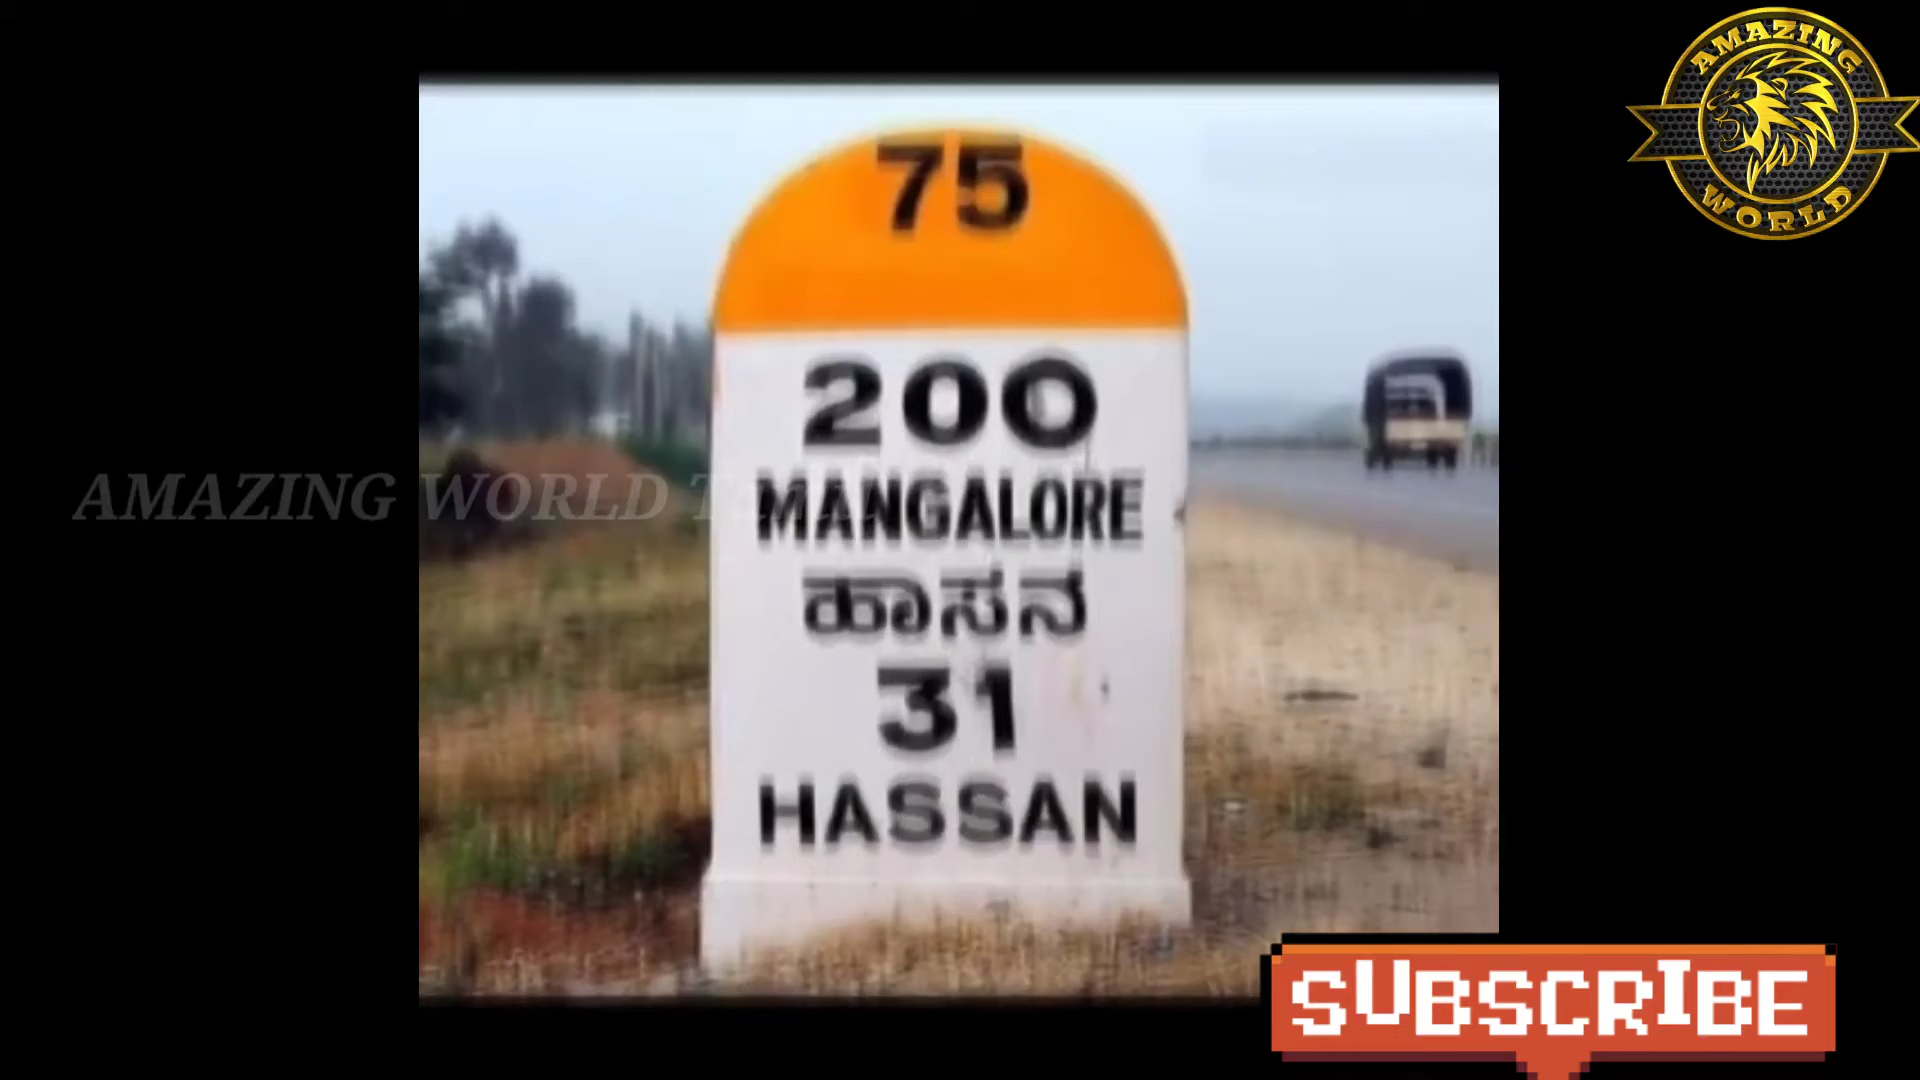 AMAZING
WORLD
75
200
MANGALORE
ಹಾಸನ
31
HASSAN
AMAZING WORLD
SUBSCRIBE